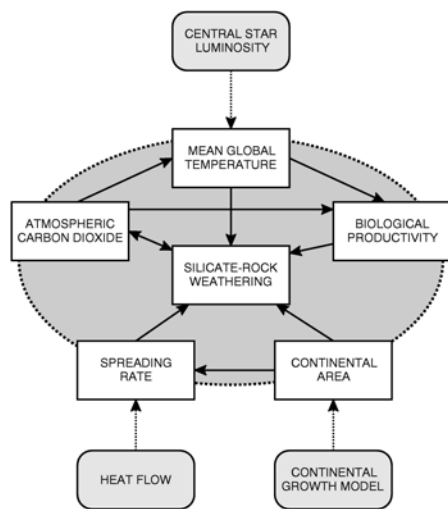 CENTRAL STAR
LUMINOSITY
MEAN GLOBAL
TEMPERATURE
ATMOSPHERIC
CARBON DIOXIDE
BIOLOGICAL
PRODUCTIVITY
SILICATE-ROCK
WEATHERING
SPREADING
RATE
CONTINENTAL
AREA
HEAT FLOW
CONTINENTAL
GROWTH MODEL